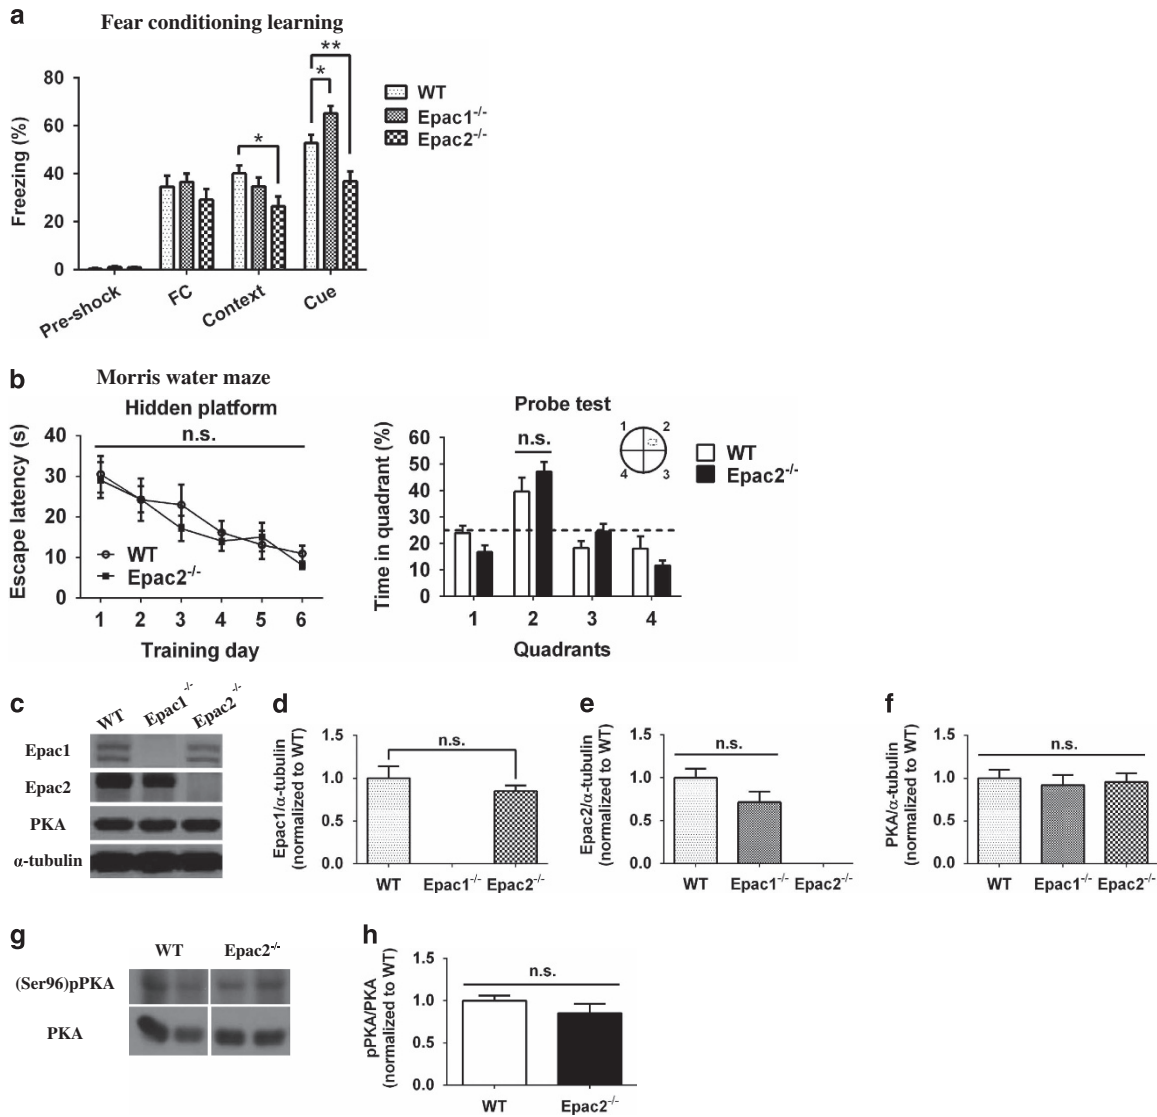 a
Fear conditioning learning
Freezing (%)
80
60
40
20
0
*
*
**
WT
Epac1-/-
Epac2-/-
Pre-shock
FC
Context
Cue
b
Morris water maze
Hidden platform
n.s.
Escape latency (s)
40
30
20
10
0
WT
Epac2-/-
1 2 3 4 5 6
Training day
Probe test
n.s.
Time in quadrant (%)
60
50
40
30
20
10
0
1 2
4 3
WT
Epac2-/-
1 2 3 4
Quadrants
c
WT Epac1-/- Epac2-/-
Epac1
Epac2
PKA
α-tubulin
d
Epac1/α-tubulin
(normalized to WT)
1.5
1.0
0.5
0.0
n.s.
WT Epac1-/- Epac2-/-
e
Epac2/α-tubulin
(normalized to WT)
1.5
1.0
0.5
0.0
n.s.
WT Epac1-/- Epac2-/-
f
PKA/α-tubulin
(normalized to WT)
1.5
1.0
0.5
0.0
n.s.
WT Epac1-/- Epac2-/-
g
WT Epac2-/-
(Ser96)pPKA
PKA
h
pPKA/PKA
(normalized to WT)
1.5
1.0
0.5
0.0
n.s.
WT Epac2-/-